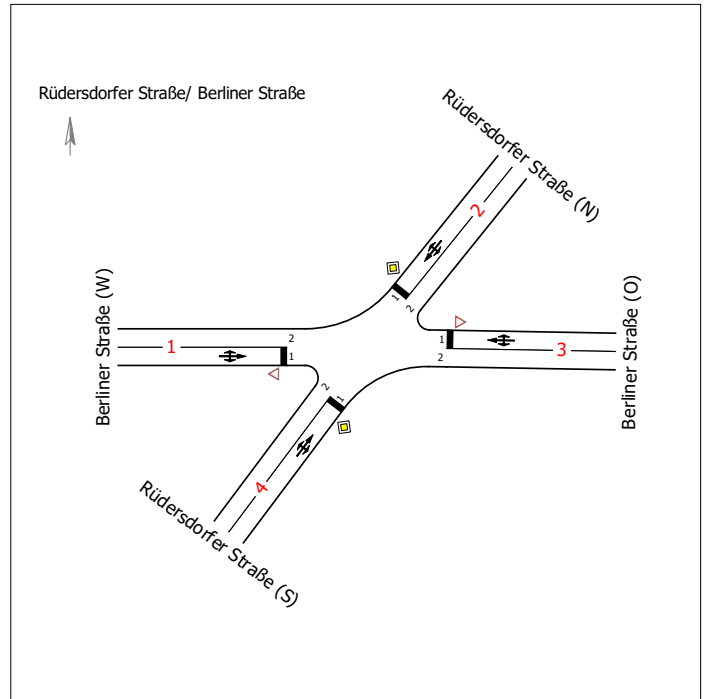 Rüdersdorfer Straße/ Berliner Straße
Rüdersdorfer Straße (N)
2
1
2
Berliner Straße (W)
1
2
1
Berliner Straße (O)
3
1
2
2
1
4
Rüdersdorfer Straße (S)